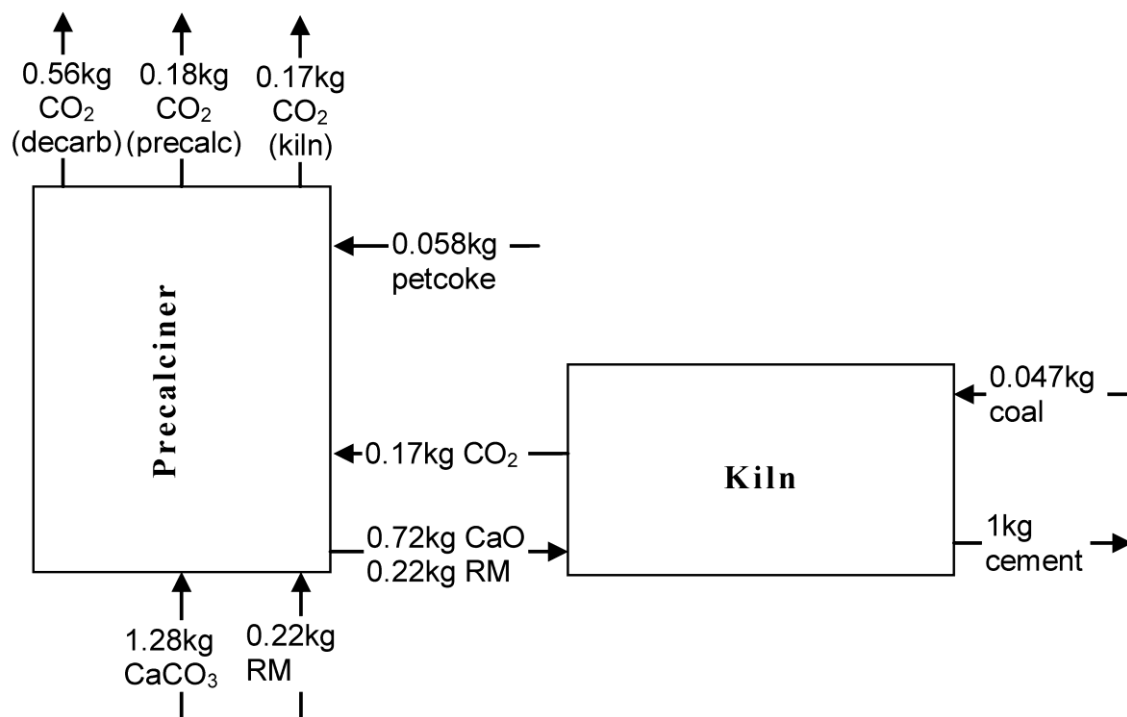 0.56kg
CO₂
(decarb)
0.18kg
CO₂
(precalc)
0.17kg
CO₂
(kiln)
0.058kg
petcoke
Precalciner
0.047kg
coal
0.17kg CO₂
Kiln
0.72kg CaO
0.22kg RM
1kg
cement
1.28kg
CaCO₃
0.22kg
RM